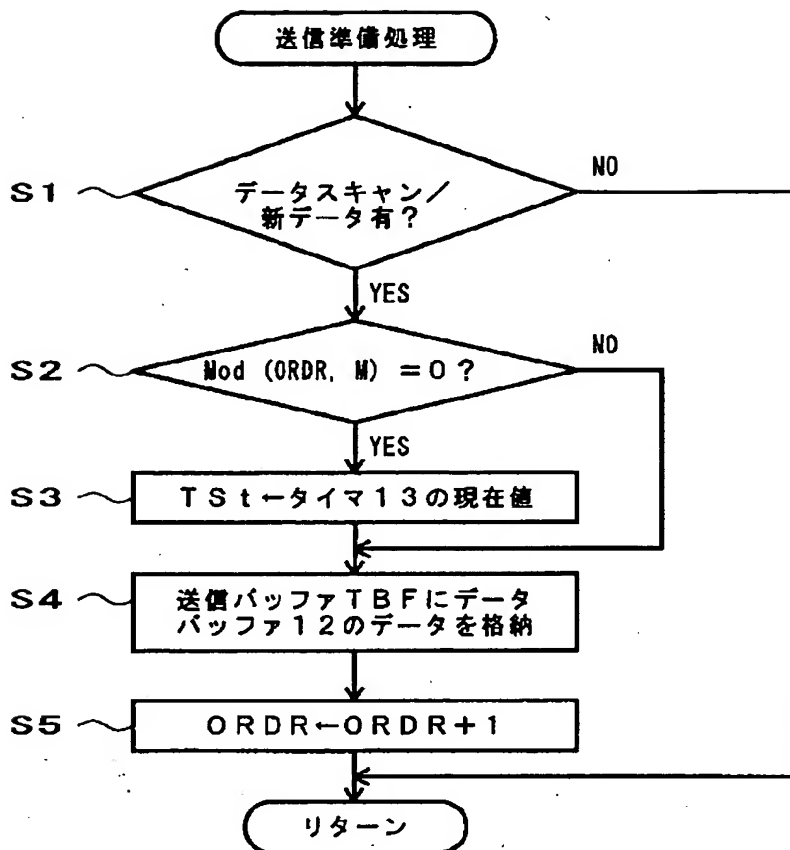 送信準備処理
S1
データスキャン/
新データ有?
NO
YES
S2
Mod (ORDR, M) =0?
NO
YES
S3
TSt←タイマ13の現在値
S4
送信バッファTBFにデータ
バッファ12のデータを格納
S5
ORDR←ORDR+1
リターン